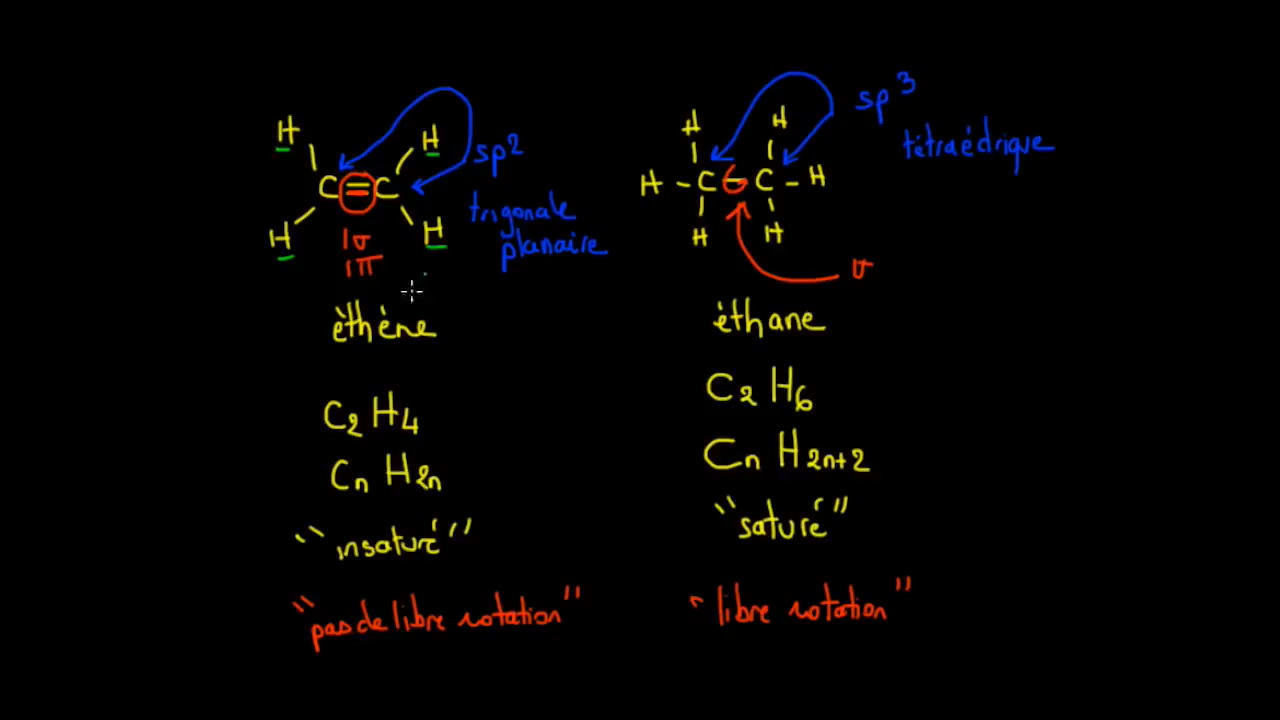 H H
C = C
H H
sp²
trigonale
planaire
1σ
1π
éthène
C₂H₄
CₙH₂ₙ
"insaturé"
"pas de libre rotation"
H H
H - C - C - H
H H
sp³
tétraédrique
σ
éthane
C₂H₆
CₙH₂ₙ₊₂
"saturé"
"libre rotation"